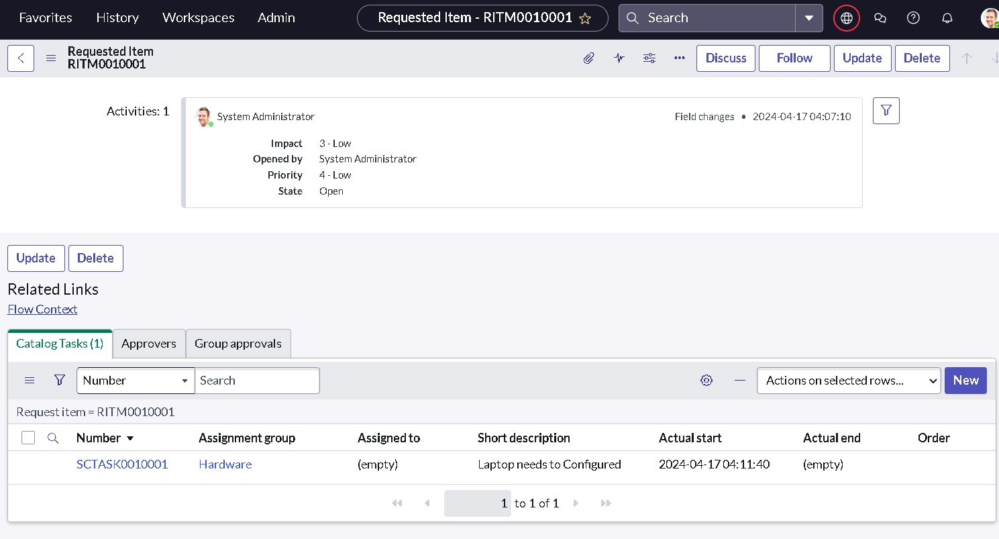 Favorites History Workspaces Admin Requested Item - RITM0010001 Search
Requested Item
RITM0010001
Discuss Follow Update Delete
Activities: 1
System Administrator Field changes • 2024-04-17 04:07:10
Impact 3 - Low
Opened by System Administrator
Priority 4 - Low
State Open
Update Delete
Related Links
Flow Context
Catalog Tasks (1) Approvers Group approvals
Number Search Actions on selected rows... New
Request item = RITM0010001
Number Assignment group Assigned to Short description Actual start Actual end Order
SCTASK0010001 Hardware (empty) Laptop needs to Configured 2024-04-17 04:11:40 (empty)
1 to 1 of 1